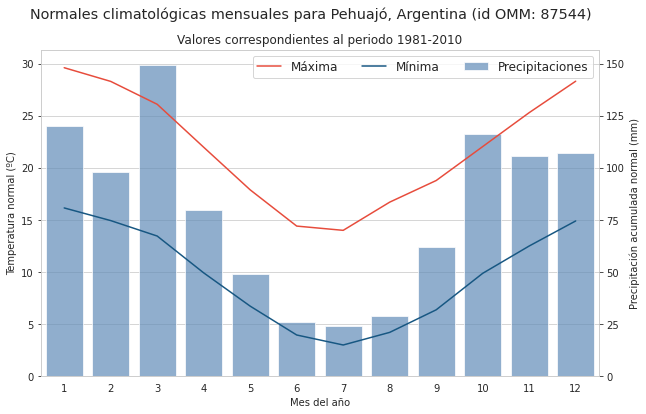 Normales climatológicas mensuales para Pehuajó, Argentina (id OMM: 87544)
Valores correspondientes al periodo 1981-2010
Máxima Mínima Precipitaciones
Temperatura normal (ºC)
30
25
20
15
10
5
0
150
125
100
75
50
25
0
Precipitación acumulada normal (mm)
1 2 3 4 5 6 7 8 9 10 11 12
Mes del año